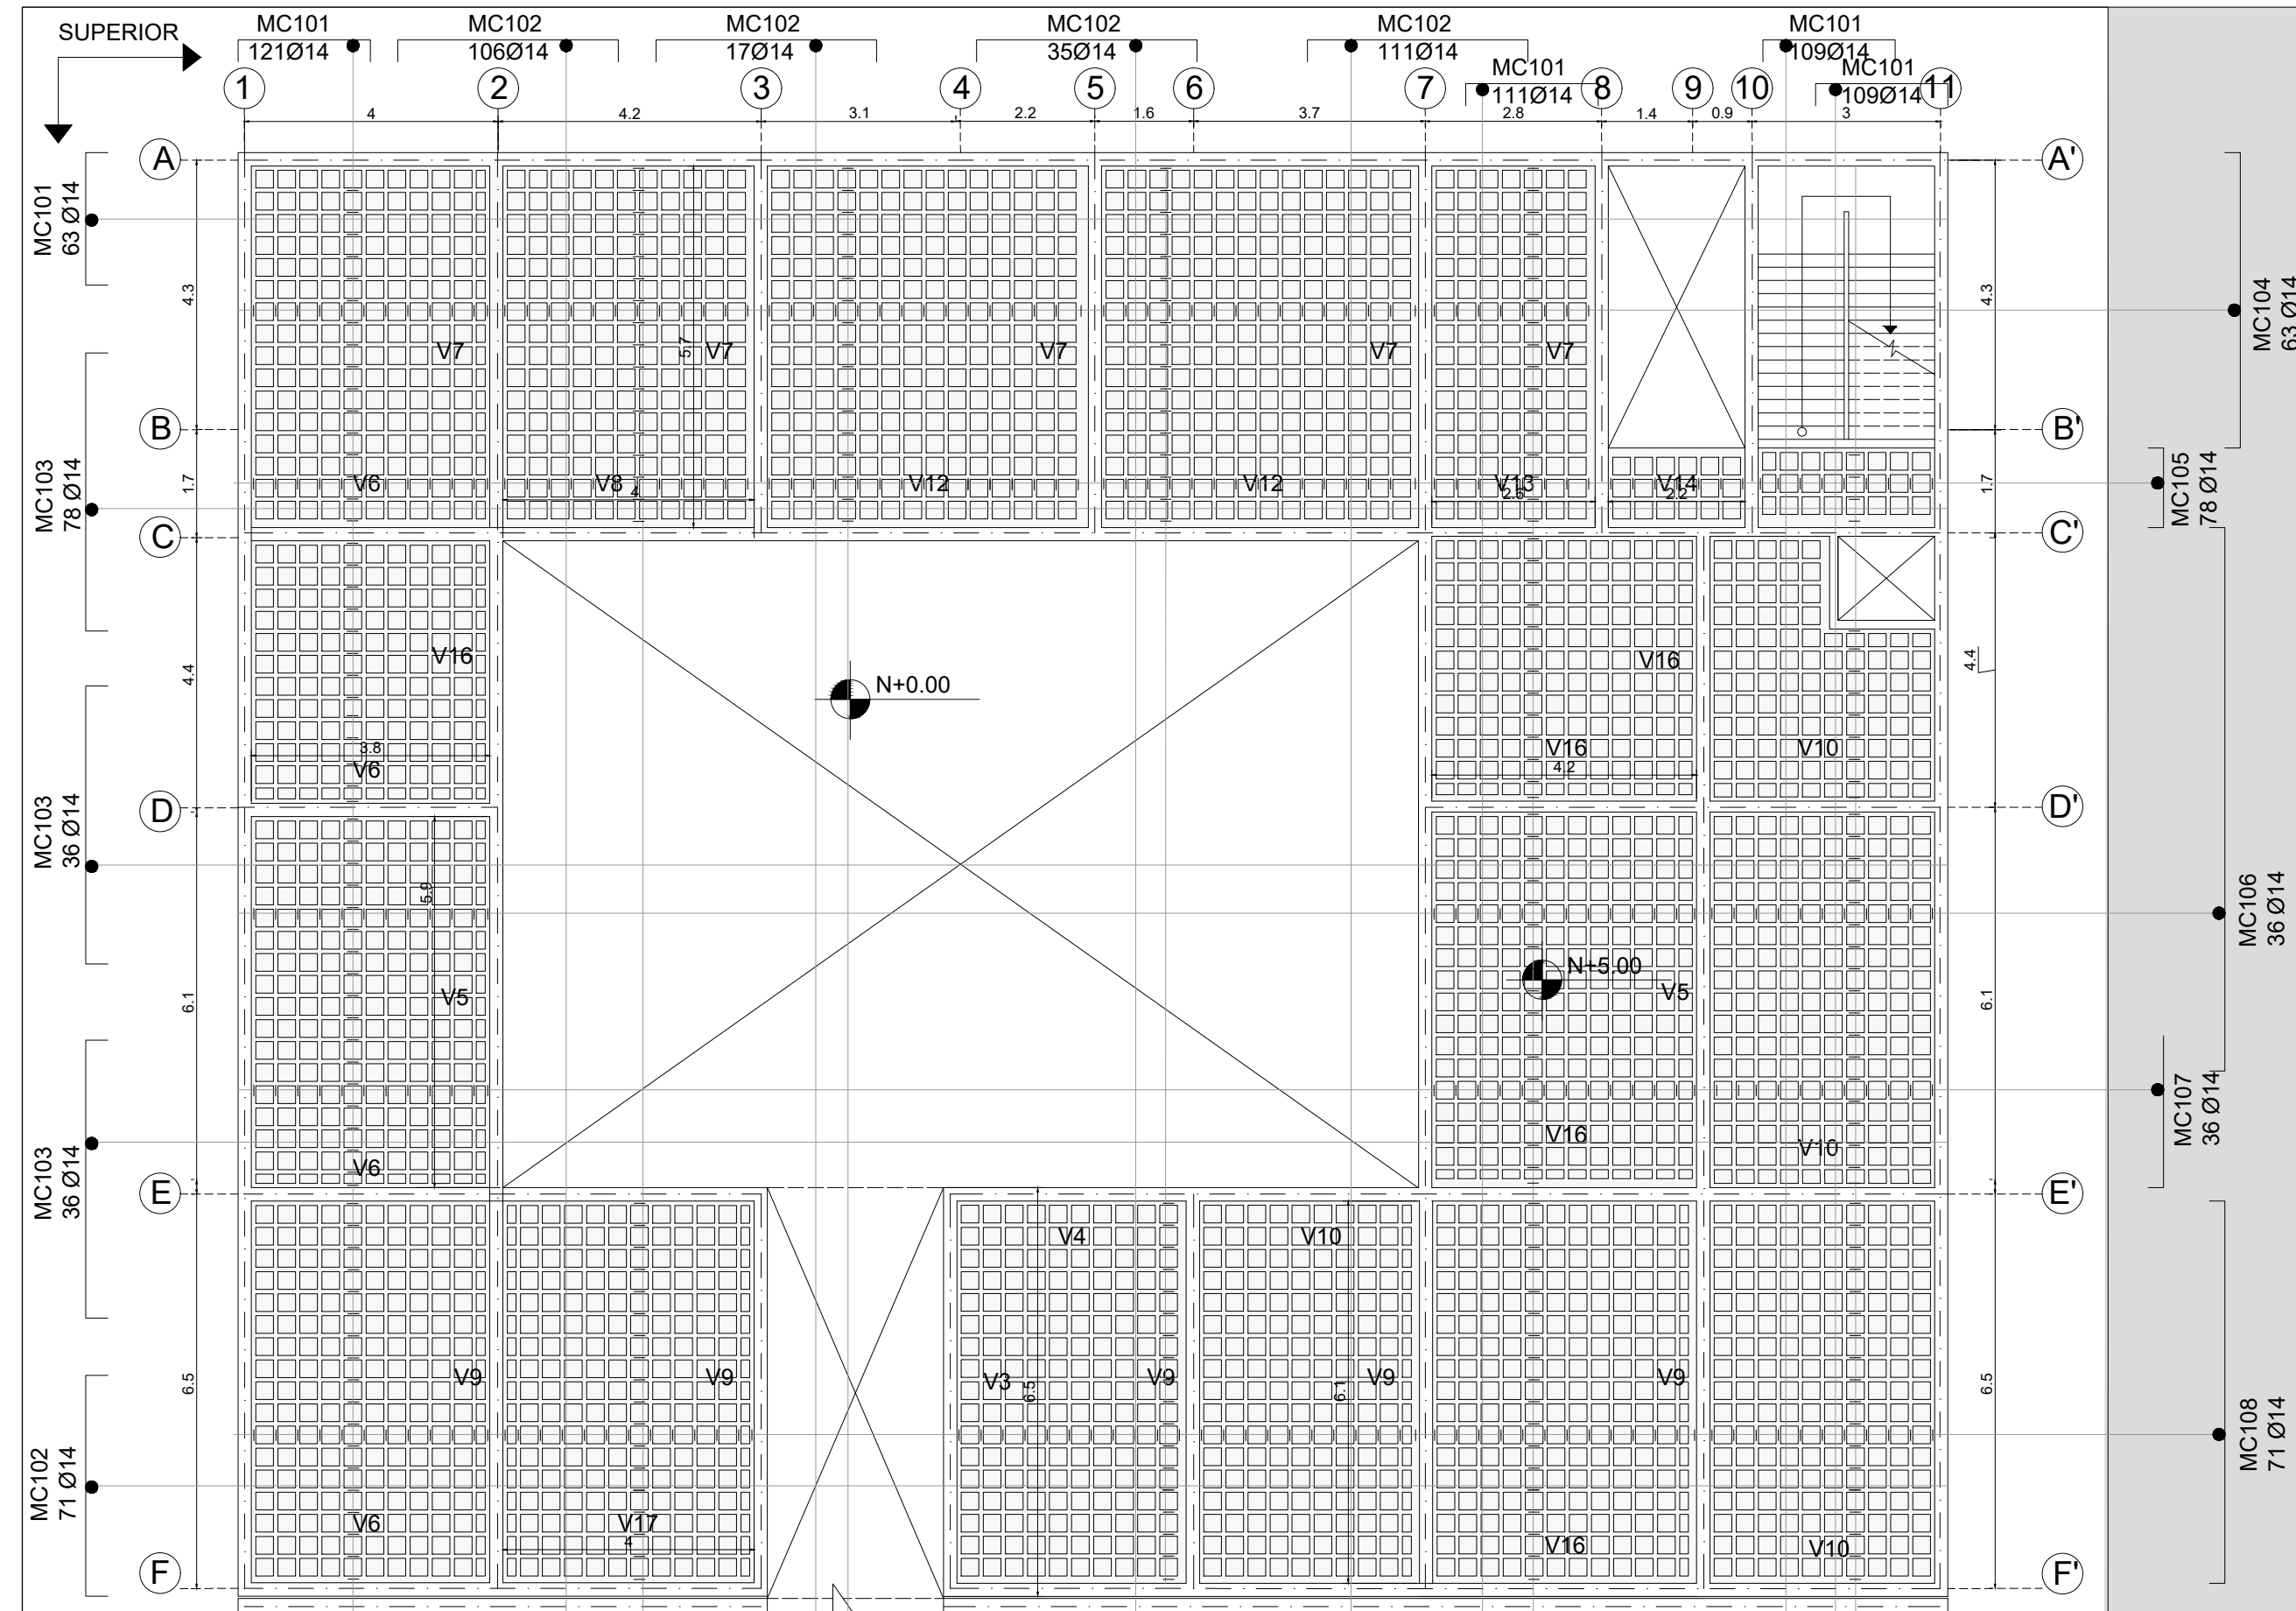 SUPERIOR
MC101
121Ø14
MC102
106Ø14
MC102
17Ø14
MC102
35Ø14
MC102
111Ø14
MC101
111Ø14
MC101
109Ø14
MC101
109Ø14
1 2 3 4 5 6 7 8 9 10 11
4 4.2 3.1 2.2 1.6 3.7 2.8 1.4 0.9 3
A
A'
MC101
63 Ø14
4.3
4.3
MC104
63 Ø14
V7 V7 V7 V7 V7
5.7
B
B'
MC103
78 Ø14
1.7
1.7
MC105
78 Ø14
V6 V8 V12 V12 V13 V14
4 2.6 2.2
C
C'
4.4
4.4
V16 V16
N+0.00
V16 V10
3.8
V6
4.2
D
D'
MC103
36 Ø14
5.9
MC106
36 Ø14
6.1
6.1
V5
N+5.00
V5
MC107
36 Ø14
V16 V10
V6
MC103
36 Ø14
E
E'
V4 V10
6.5
6.5
V9 V9 V3 V9 V9 V9
6.5 6.1
MC102
71 Ø14
MC108
71 Ø14
V6 V17 V16 V10
4
F
F'